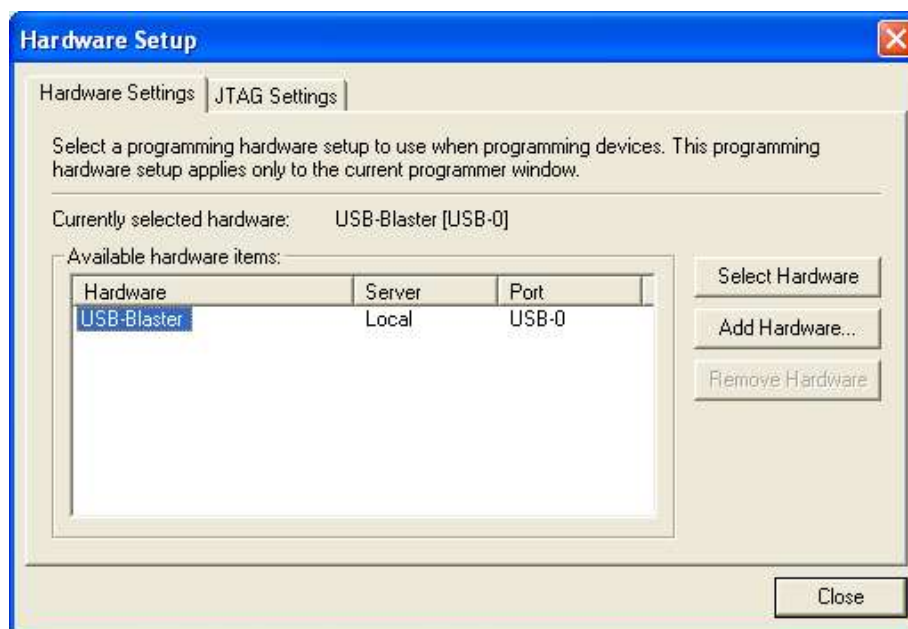 Hardware Setup
Hardware Settings JTAG Settings
Select a programming hardware setup to use when programming devices. This programming
hardware setup applies only to the current programmer window.
Currently selected hardware: USB-Blaster [USB-0]
Available hardware items:
Select Hardware
Hardware Server Port
USB-Blaster Local USB-0
Add Hardware...
Remove Hardware
Close